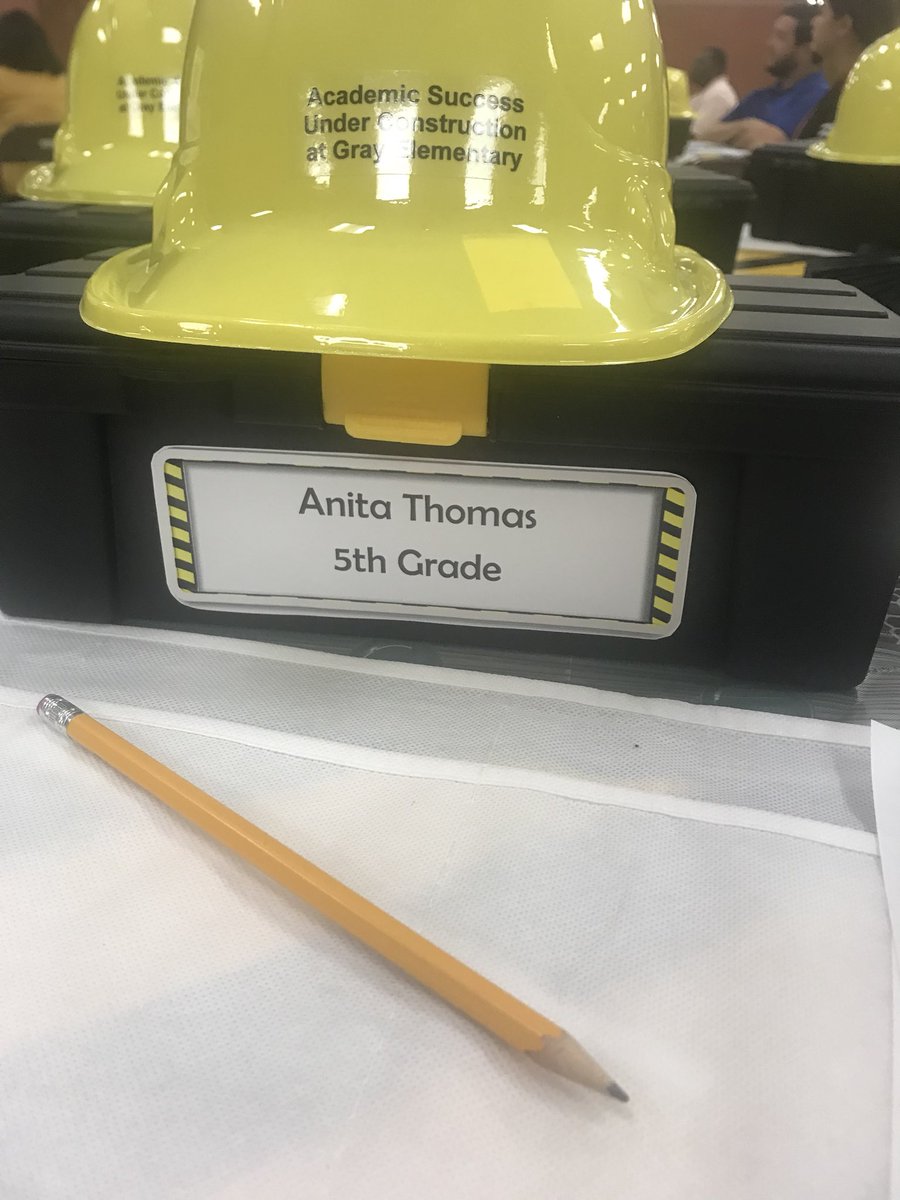 Academic Success
Under Construction
at Gray Elementary
Anita Thomas
5th Grade